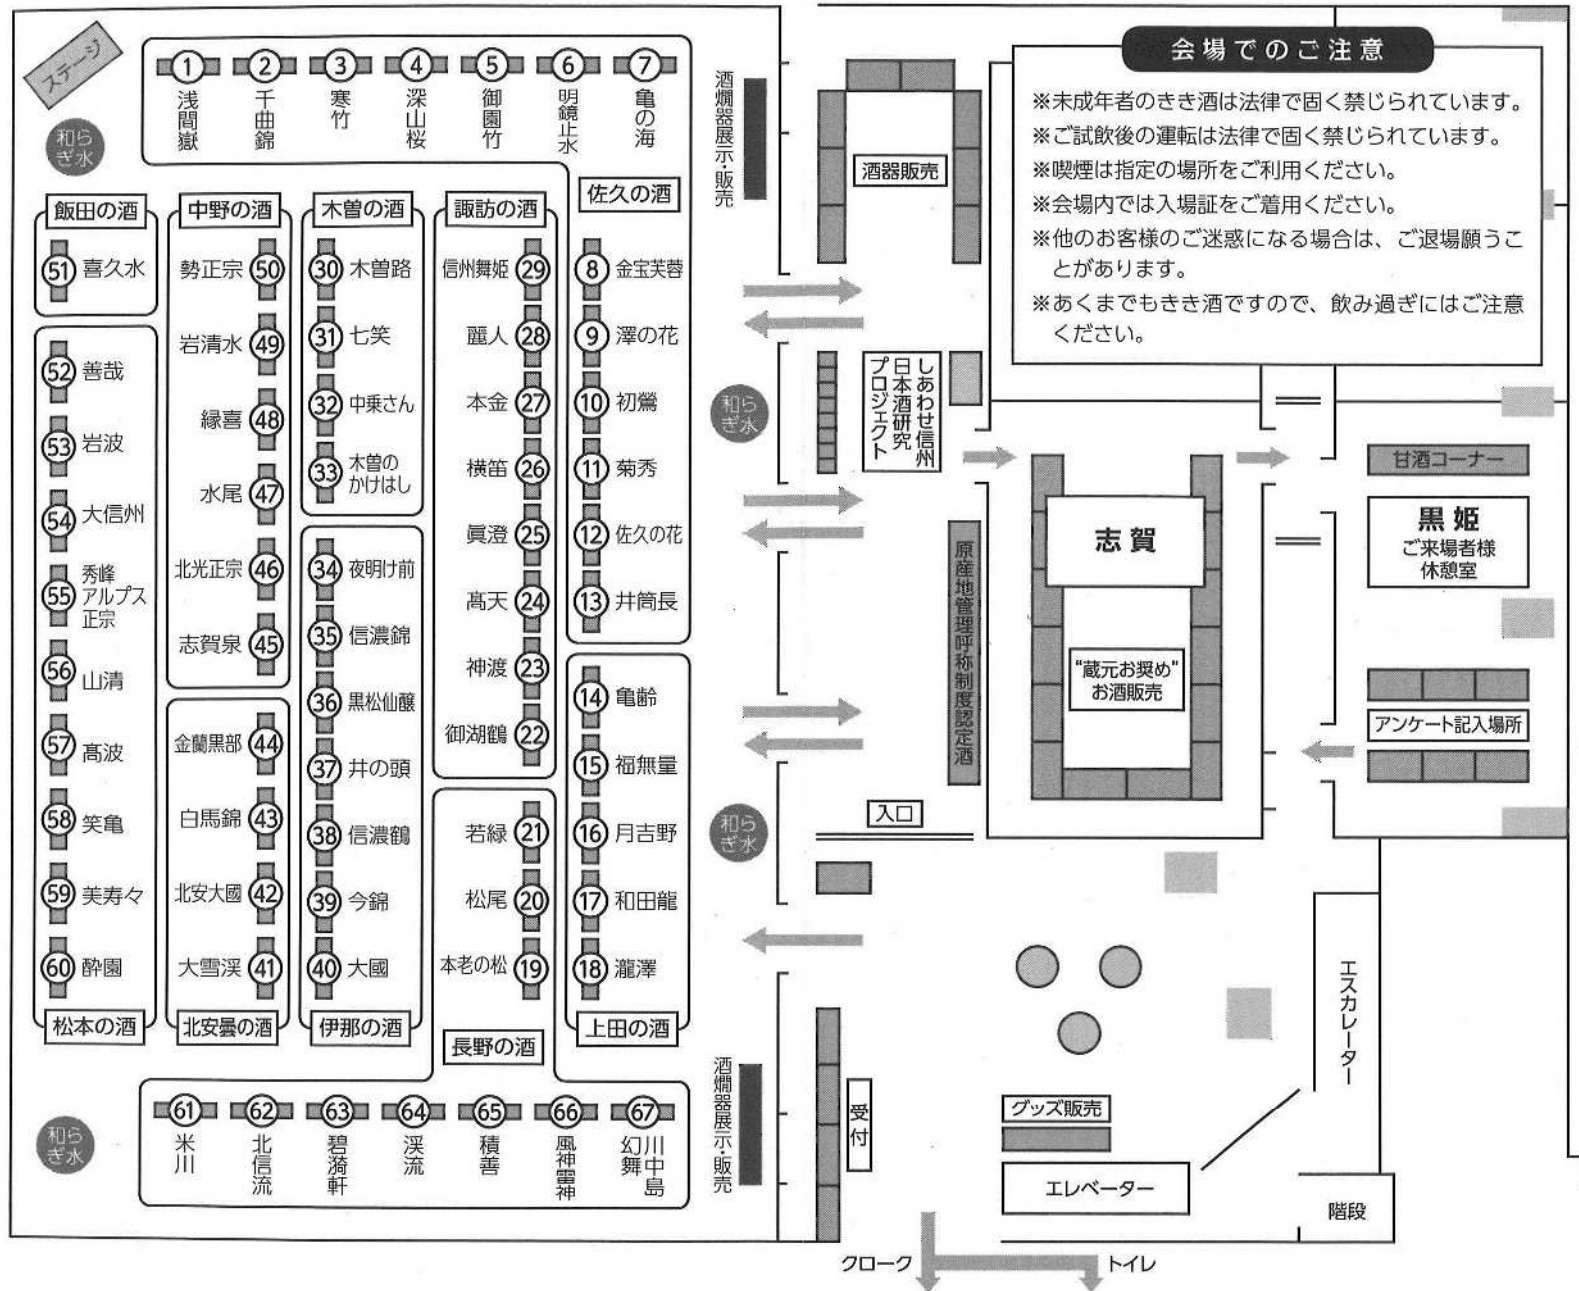 ステージ
和らぎ水
①
浅間嶽
②
千曲錦
③
寒竹
④
深山桜
⑤
御園竹
⑥
明鏡止水
⑦
亀の海
佐久の酒
⑧
金宝芙蓉
⑨
澤の花
⑩
初鶯
⑪
菊秀
⑫
佐久の花
⑬
井筒長
⑭
亀齢
⑮
福無量
⑯
月吉野
⑰
和田龍
⑱
瀧澤
上田の酒
諏訪の酒
信州舞姫
㉙
麗人
㉘
本金
㉗
横笛
㉖
眞澄
㉕
髙天
㉔
神渡
㉓
御湖鶴
㉒
若緑
㉑
松尾
⑳
本老の松
⑲
長野の酒
木曽の酒
㉚
木曽路
㉛
七笑
㉜
中乗さん
㉝
木曽の
かけはし
㉞
夜明け前
㉟
信濃錦
㊱
黒松仙醸
㊲
井の頭
㊳
信濃鶴
㊴
今錦
㊵
大國
伊那の酒
中野の酒
勢正宗
㊿
岩清水
㊾
縁喜
㊽
水尾
㊼
北光正宗
㊻
志賀泉
㊺
金蘭黒部
㊹
白馬錦
㊸
北安大國
㊷
大雪渓
㊶
北安曇の酒
飯田の酒
51
喜久水
52
善哉
53
岩波
54
大信州
55
秀峰
アルプス
正宗
56
山清
57
髙波
58
笑亀
59
美寿々
60
酔園
松本の酒
和らぎ水
61
米川
62
北信流
63
碧漪軒
64
渓流
65
積善
66
風神雷神
67
川中島
幻舞
酒燗器展示・販売
和らぎ水
和らぎ水
酒燗器展示・販売
酒器販売
しあわせ信州
日本酒研究
プロジェクト
原産地管理呼称制度認定酒
入口
受付
会場でのご注意
※未成年者のきき酒は法律で固く禁じられています。
※ご試飲後の運転は法律で固く禁じられています。
※喫煙は指定の場所をご利用ください。
※会場内では入場証をご着用ください。
※他のお客様のご迷惑になる場合は、ご退場願うこ
とがあります。
※あくまでもきき酒ですので、飲み過ぎにはご注意
ください。
志賀
“蔵元お奨め”
お酒販売
甘酒コーナー
黒姫
ご来場者様
休憩室
アンケート記入場所
エスカレーター
グッズ販売
エレベーター
階段
クローク
トイレ